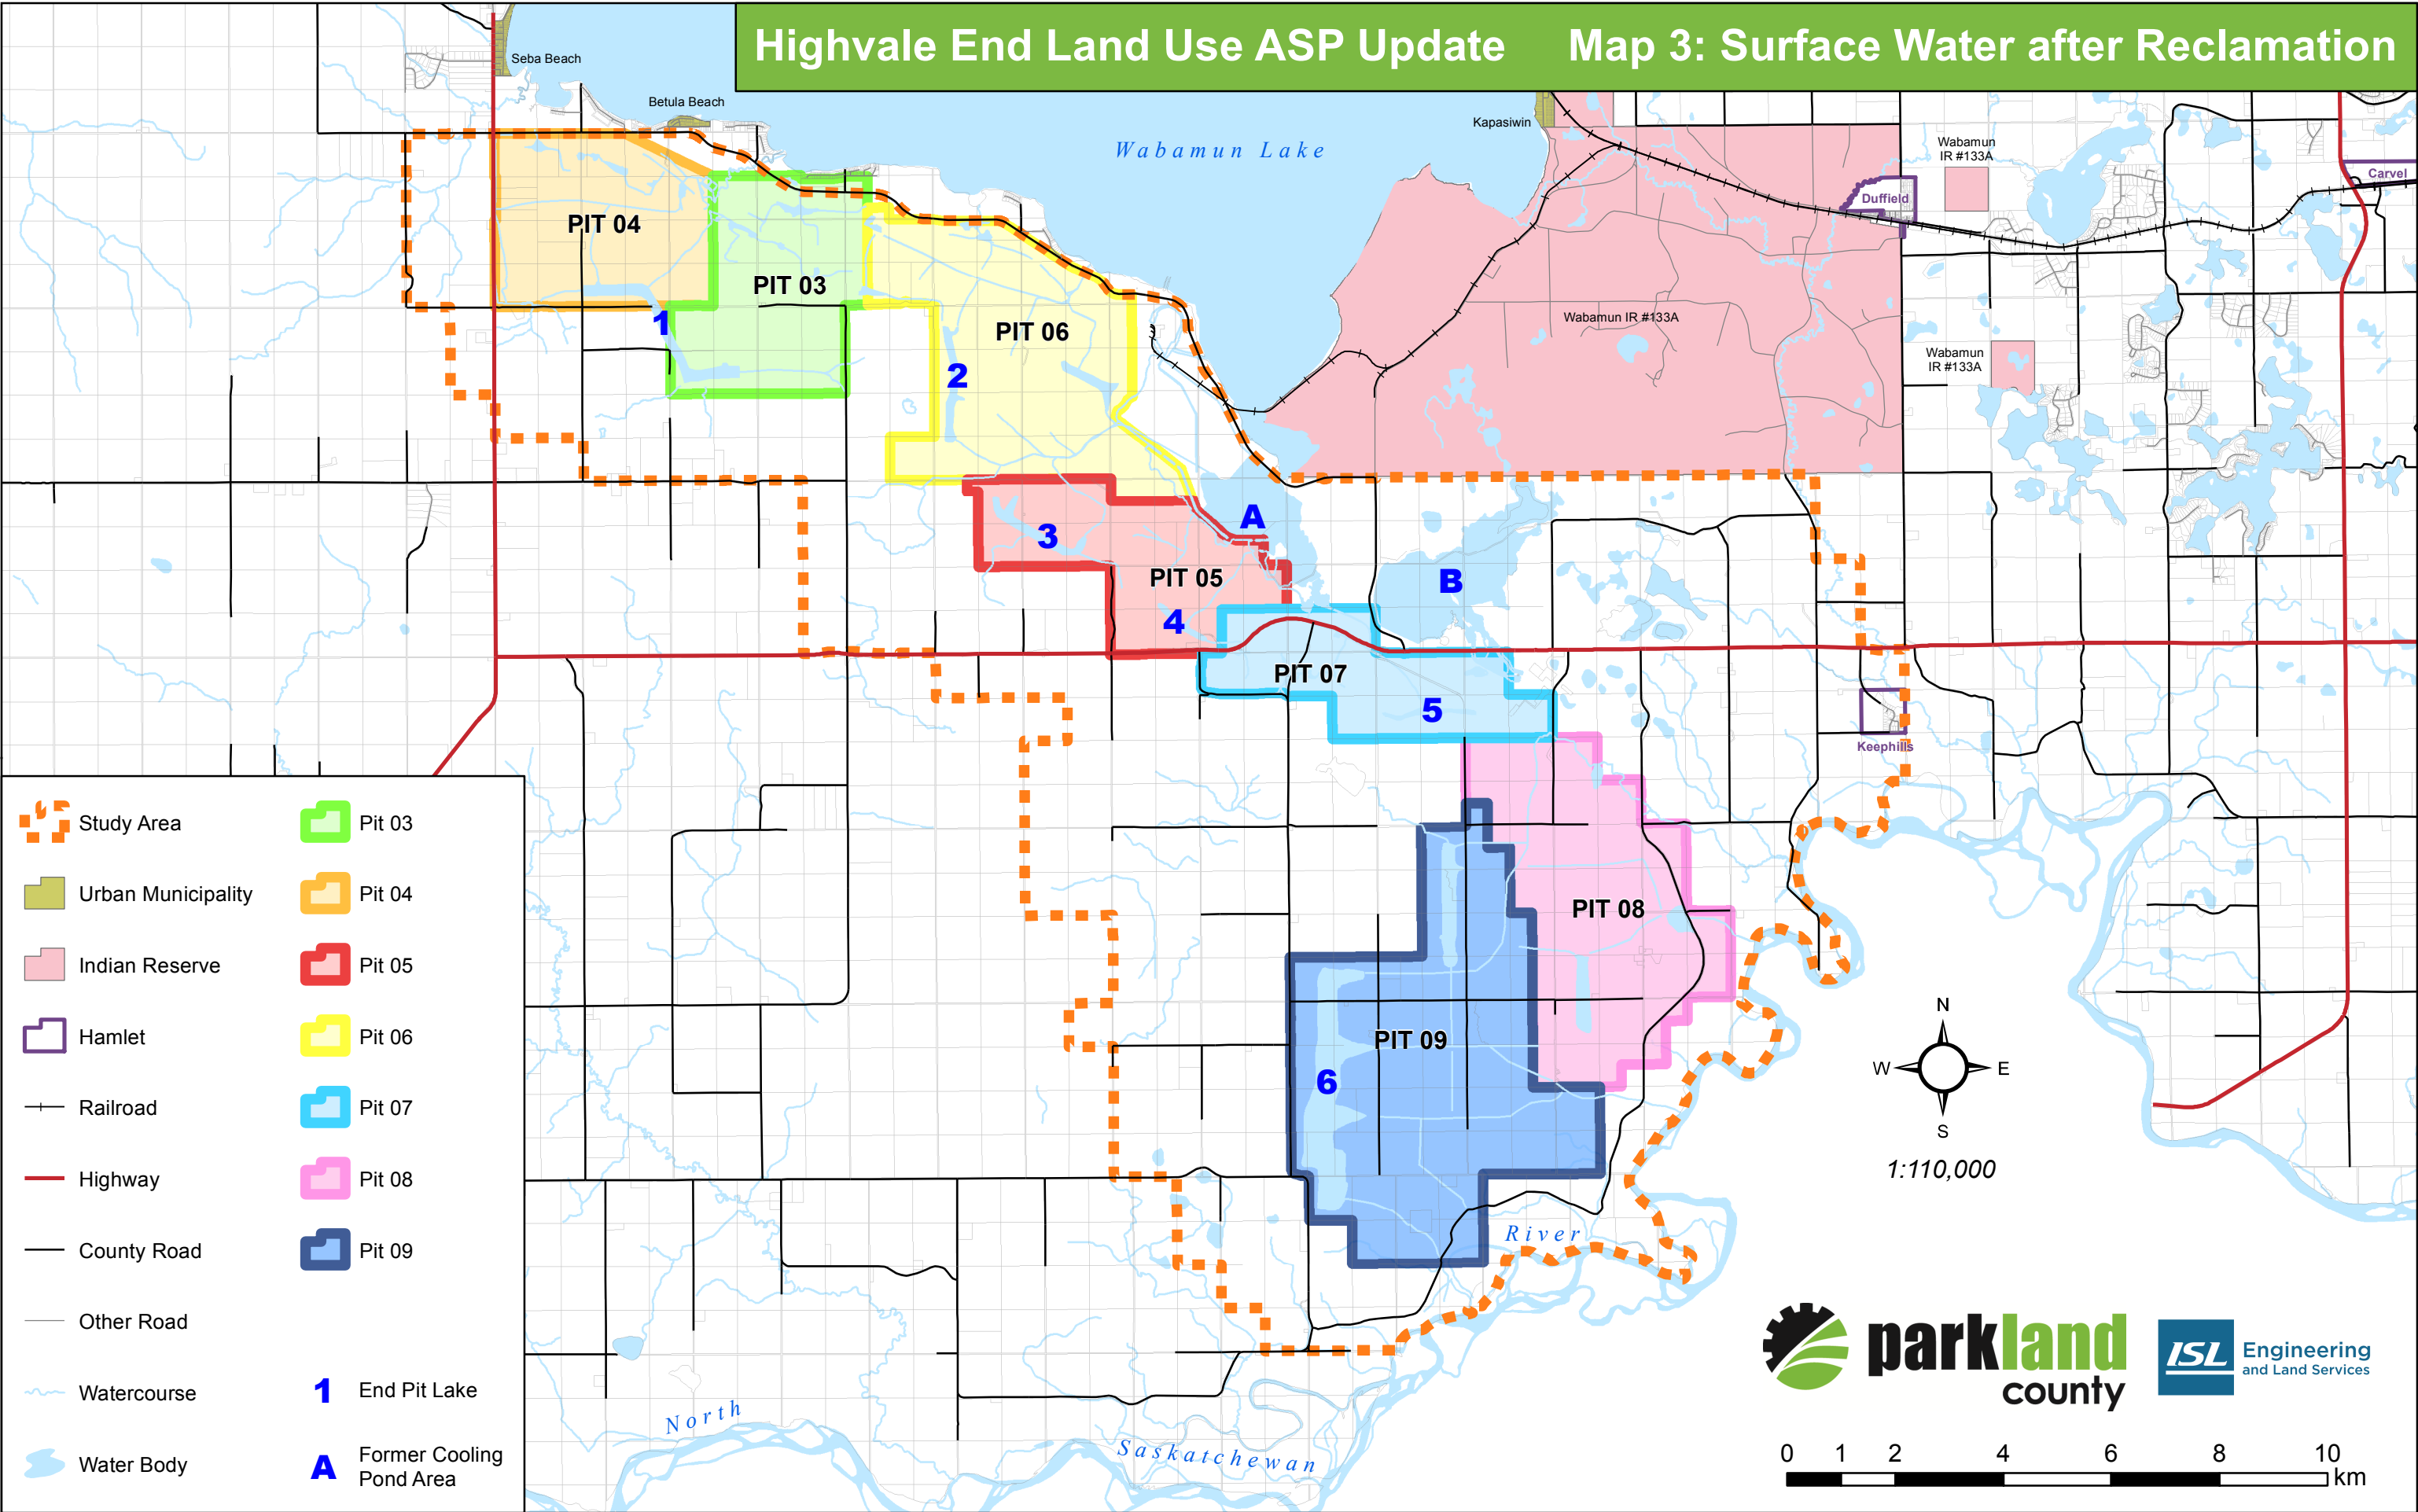 Highvale End Land Use ASP Update Map 3: Surface Water after Reclamation
Seba Beach
Betula Beach
Kapasiwin
Wabamun Lake
Wabamun
IR #133A
Duffield
Carvel
PIT 04
PIT 03
PIT 06
Wabamun IR #133A
Wabamun
IR #133A
1
2
3
A
B
PIT 05
4
PIT 07
5
Keephills
PIT 08
PIT 09
6
River
North
Saskatchewan
Study Area
Urban Municipality
Indian Reserve
Hamlet
Railroad
Highway
County Road
Other Road
Watercourse
Water Body
Pit 03
Pit 04
Pit 05
Pit 06
Pit 07
Pit 08
Pit 09
1 End Pit Lake
A Former Cooling
Pond Area
N
W E
S
1:110,000
parkland
county
ISL Engineering
and Land Services
0 1 2 4 6 8 10
km